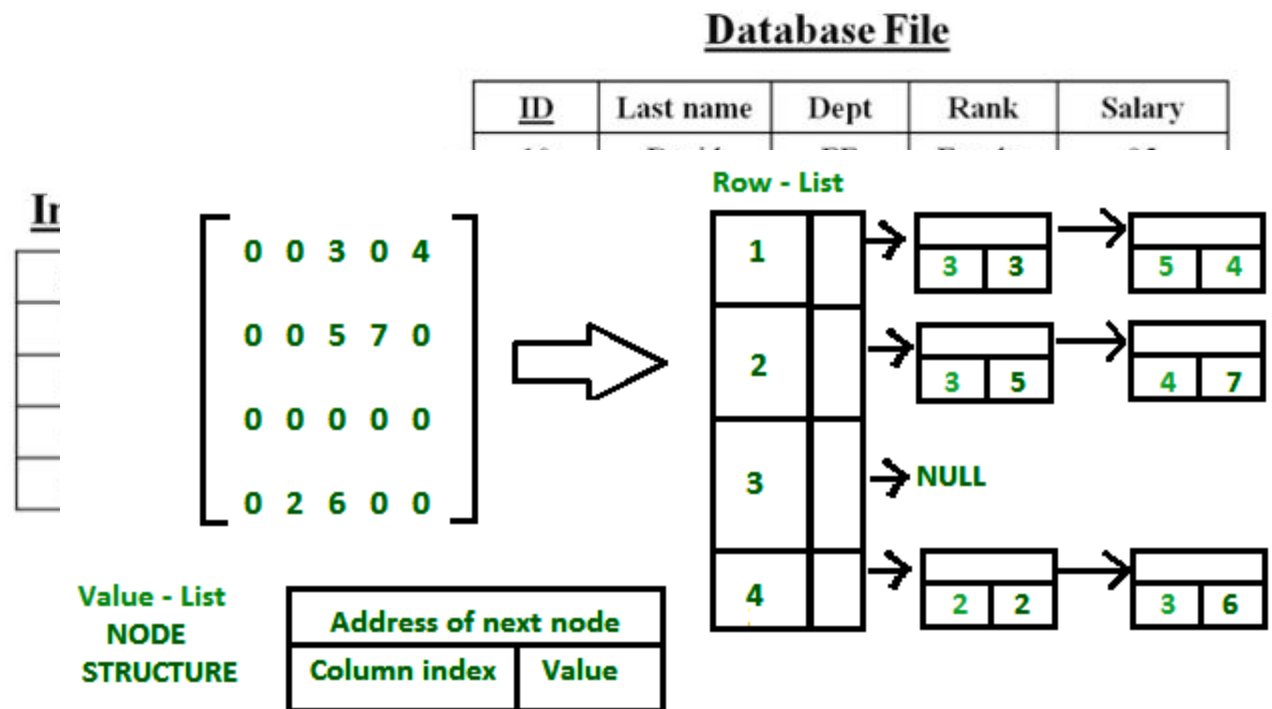 Database File
ID Last name Dept Rank Salary
Row - List
0 0 3 0 4
0 0 5 7 0
0 0 0 0 0
0 2 6 0 0
1 3 3 5 4
2 3 5 4 7
3 NULL
4 2 2 3 6
Value - List
NODE
STRUCTURE
Address of next node
Column index Value